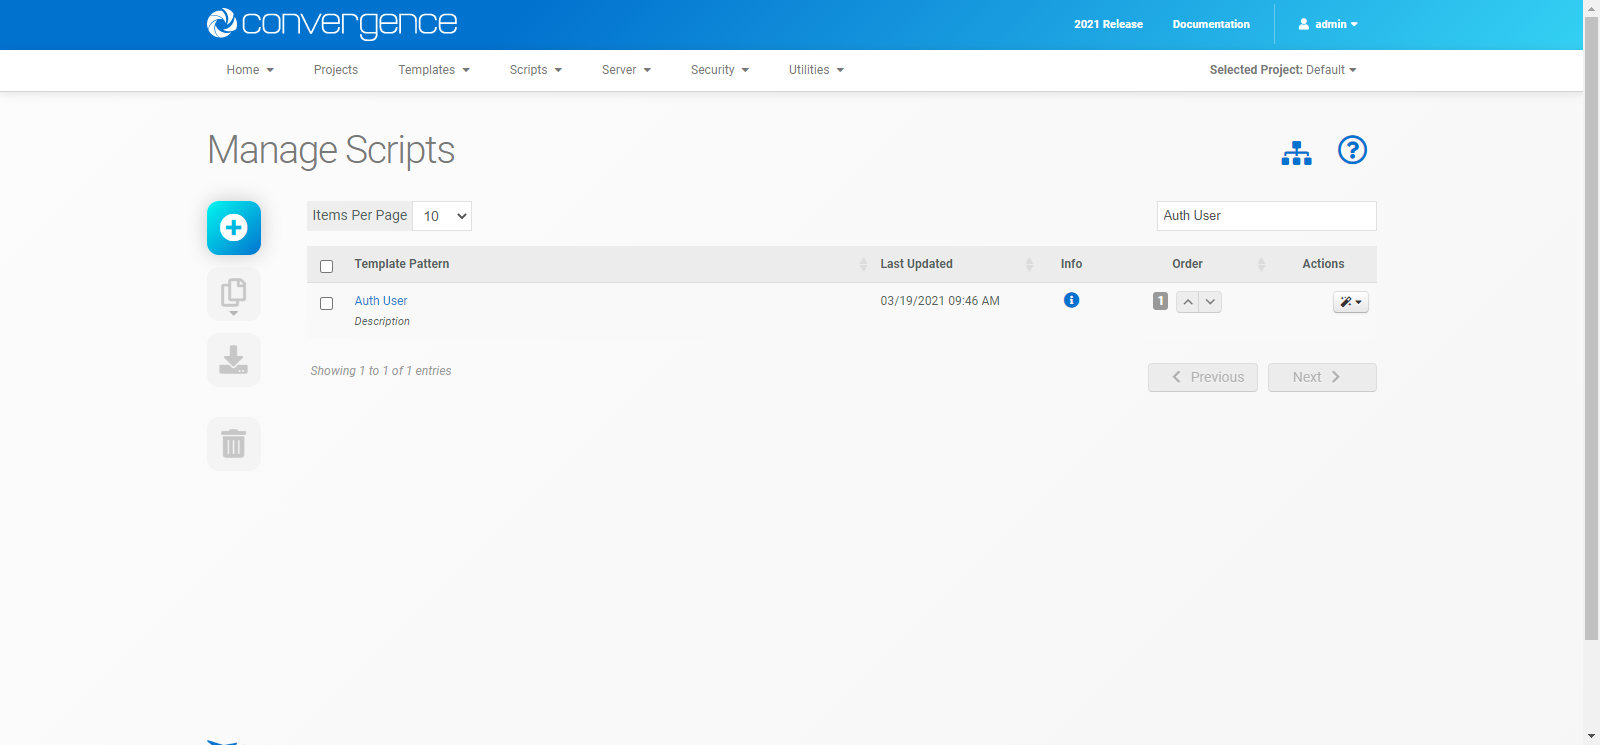 convergence
2021 Release Documentation admin
Home Projects Templates Scripts Server Security Utilities Selected Project: Default
Manage Scripts
Items Per Page 10 Auth User
Template Pattern Last Updated Info Order Actions
Auth User 03/19/2021 09:46 AM 1
Description
Showing 1 to 1 of 1 entries Previous Next